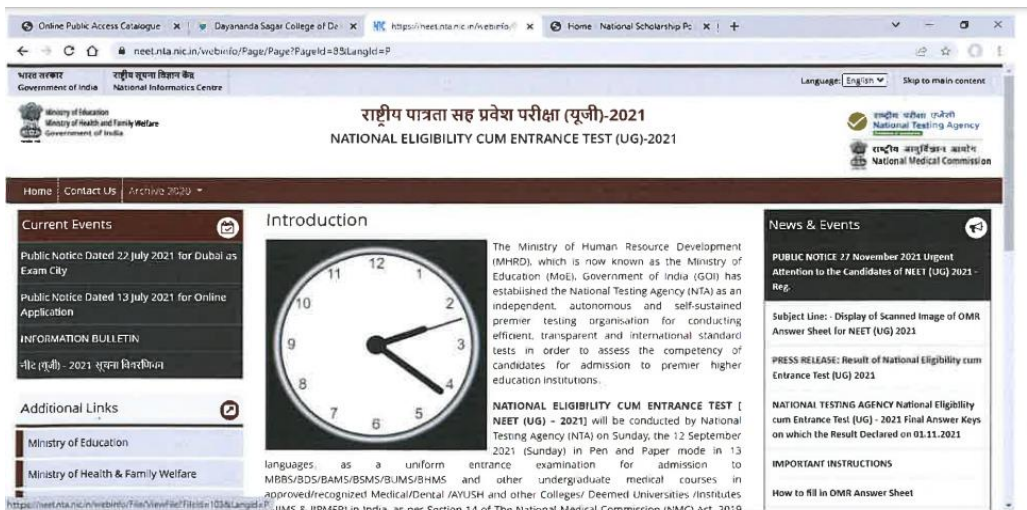 Online Public Access Catalogue
Dayananda Sagar College of De
https://neet.nta.nic.in/webinfo/
Home - National Scholarship Po
neet.nta.nic.in/webinfo/Page/Page?PageId=8&LangId=P
भारत सरकार
Government of India
राष्ट्रीय सूचना विज्ञान केंद्र
National Informatics Centre
Language: English
Skip to main content
Ministry of Education
Ministry of Health and Family Welfare
Government of India
राष्ट्रीय पात्रता सह प्रवेश परीक्षा (यूजी)-2021
NATIONAL ELIGIBILITY CUM ENTRANCE TEST (UG)-2021
राष्ट्रीय परीक्षा एजेंसी
National Testing Agency
राष्ट्रीय आयुर्विज्ञान आयोग
National Medical Commission
Home
Contact Us
Archive 2020
Current Events
Public Notice Dated 22 July 2021 for Dubai as
Exam City
Public Notice Dated 13 July 2021 for Online
Application
INFORMATION BULLETIN
नीट (यूजी) - 2021 सूचना विवरणिका
Additional Links
Ministry of Education
Ministry of Health & Family Welfare
https://neet.nta.nic.in/webinfo/File/ViewFile?FileId=103&LangId=P
Introduction
12
11
1
10
2
9
3
8
4
7
5
6
The Ministry of Human Resource Development
(MHRD), which is now known as the Ministry of
Education (MoE), Government of India (GOI) has
established the National Testing Agency (NTA) as an
independent, autonomous and self-sustained
premier testing organisation for conducting
efficient, transparent and international standard
tests in order to assess the competency of
candidates for admission to premier higher
education institutions.
NATIONAL ELIGIBILITY CUM ENTRANCE TEST [
NEET (UG) - 2021] will be conducted by National
Testing Agency (NTA) on Sunday, the 12 September
2021 (Sunday) in Pen and Paper mode in 13
languages, as a uniform entrance examination for admission to
MBBS/BDS/BAMS/BSMS/BUMS/BHMS and other undergraduate medical courses in
approved/recognized Medical/Dental /AYUSH and other Colleges/ Deemed Universities /Institutes
& JIPMER) in India, as per Section 14 of The National Medical Commission (NMC) Act, 2019
News & Events
PUBLIC NOTICE 27 November 2021 Urgent
Attention to the Candidates of NEET (UG) 2021 -
Reg.
Subject Line: - Display of Scanned Image of OMR
Answer Sheet for NEET (UG) 2021
PRESS RELEASE: Result of National Eligibility cum
Entrance Test (UG) 2021
NATIONAL TESTING AGENCY National Eligibility
cum Entrance Test (UG) - 2021 Final Answer Keys
on which the Result Declared on 01.11.2021
IMPORTANT INSTRUCTIONS
How to fill in OMR Answer Sheet